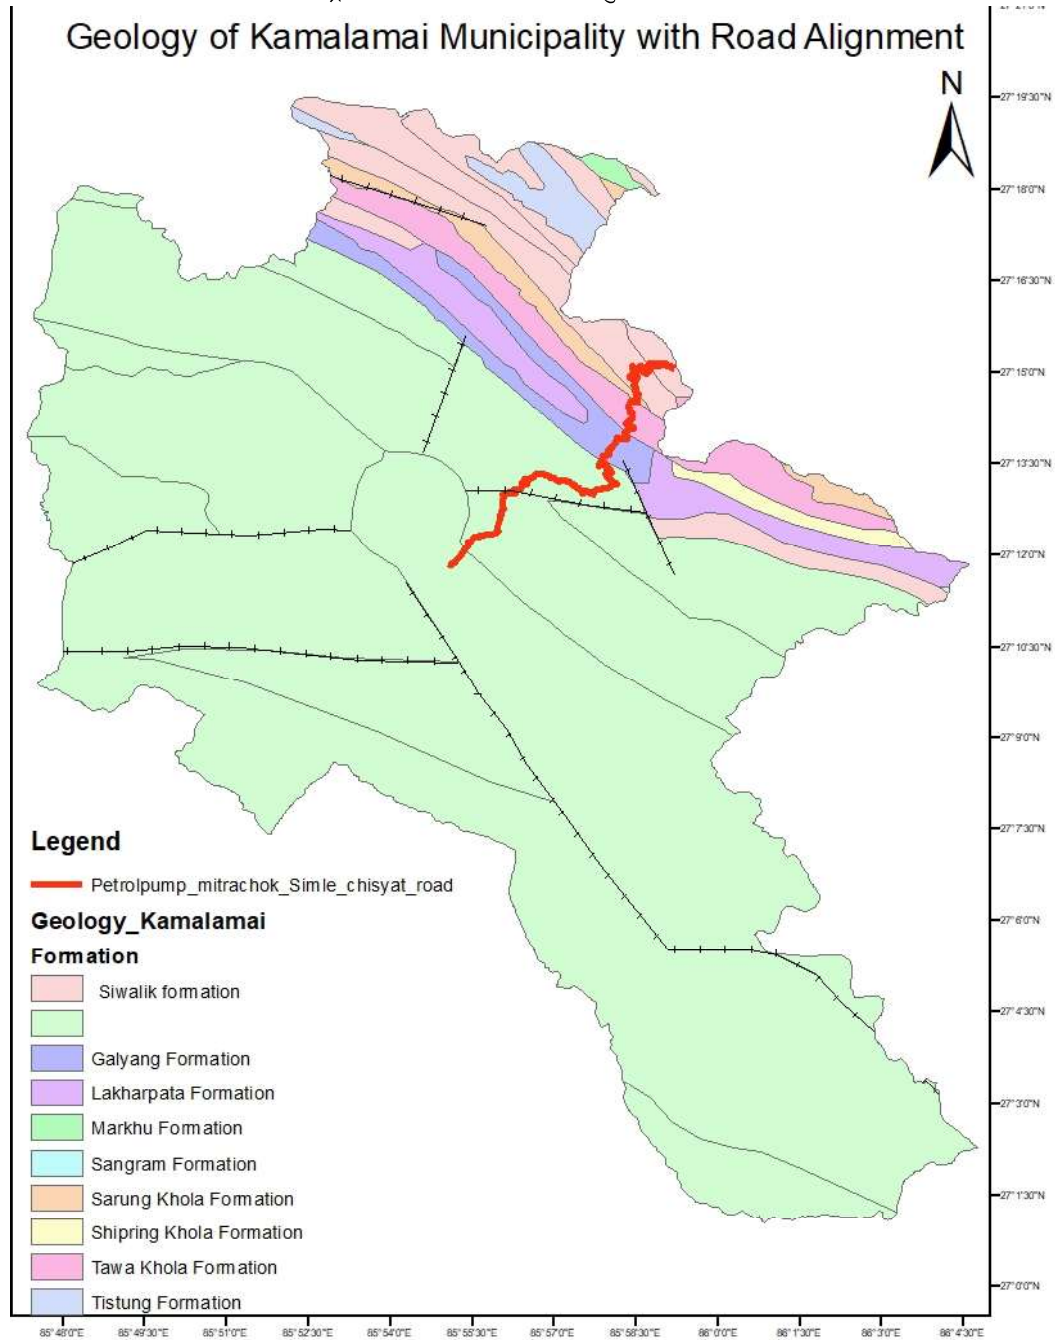 Geology of Kamalamai Municipality with Road Alignment
N
27°19'30"N
27°18'0"N
27°16'30"N
27°15'0"N
27°13'30"N
27°12'0"N
27°10'30"N
27°9'0"N
27°7'30"N
27°6'0"N
27°4'30"N
27°3'0"N
27°1'30"N
27°0'0"N
Legend
Petrolpump_mitrachok_Simle_chisyat_road
Geology_Kamalamai
Formation
Siwalik formation
Galyang Formation
Lakharpata Formation
Markhu Formation
Sangram Formation
Sarung Khola Formation
Shipring Khola Formation
Tawa Khola Formation
Tistung Formation
85°48'0"E 85°49'30"E 85°51'0"E 85°52'30"E 85°54'0"E 85°55'30"E 85°57'0"E 85°58'30"E 86°0'0"E 86°1'30"E 86°3'0"E 86°4'30"E